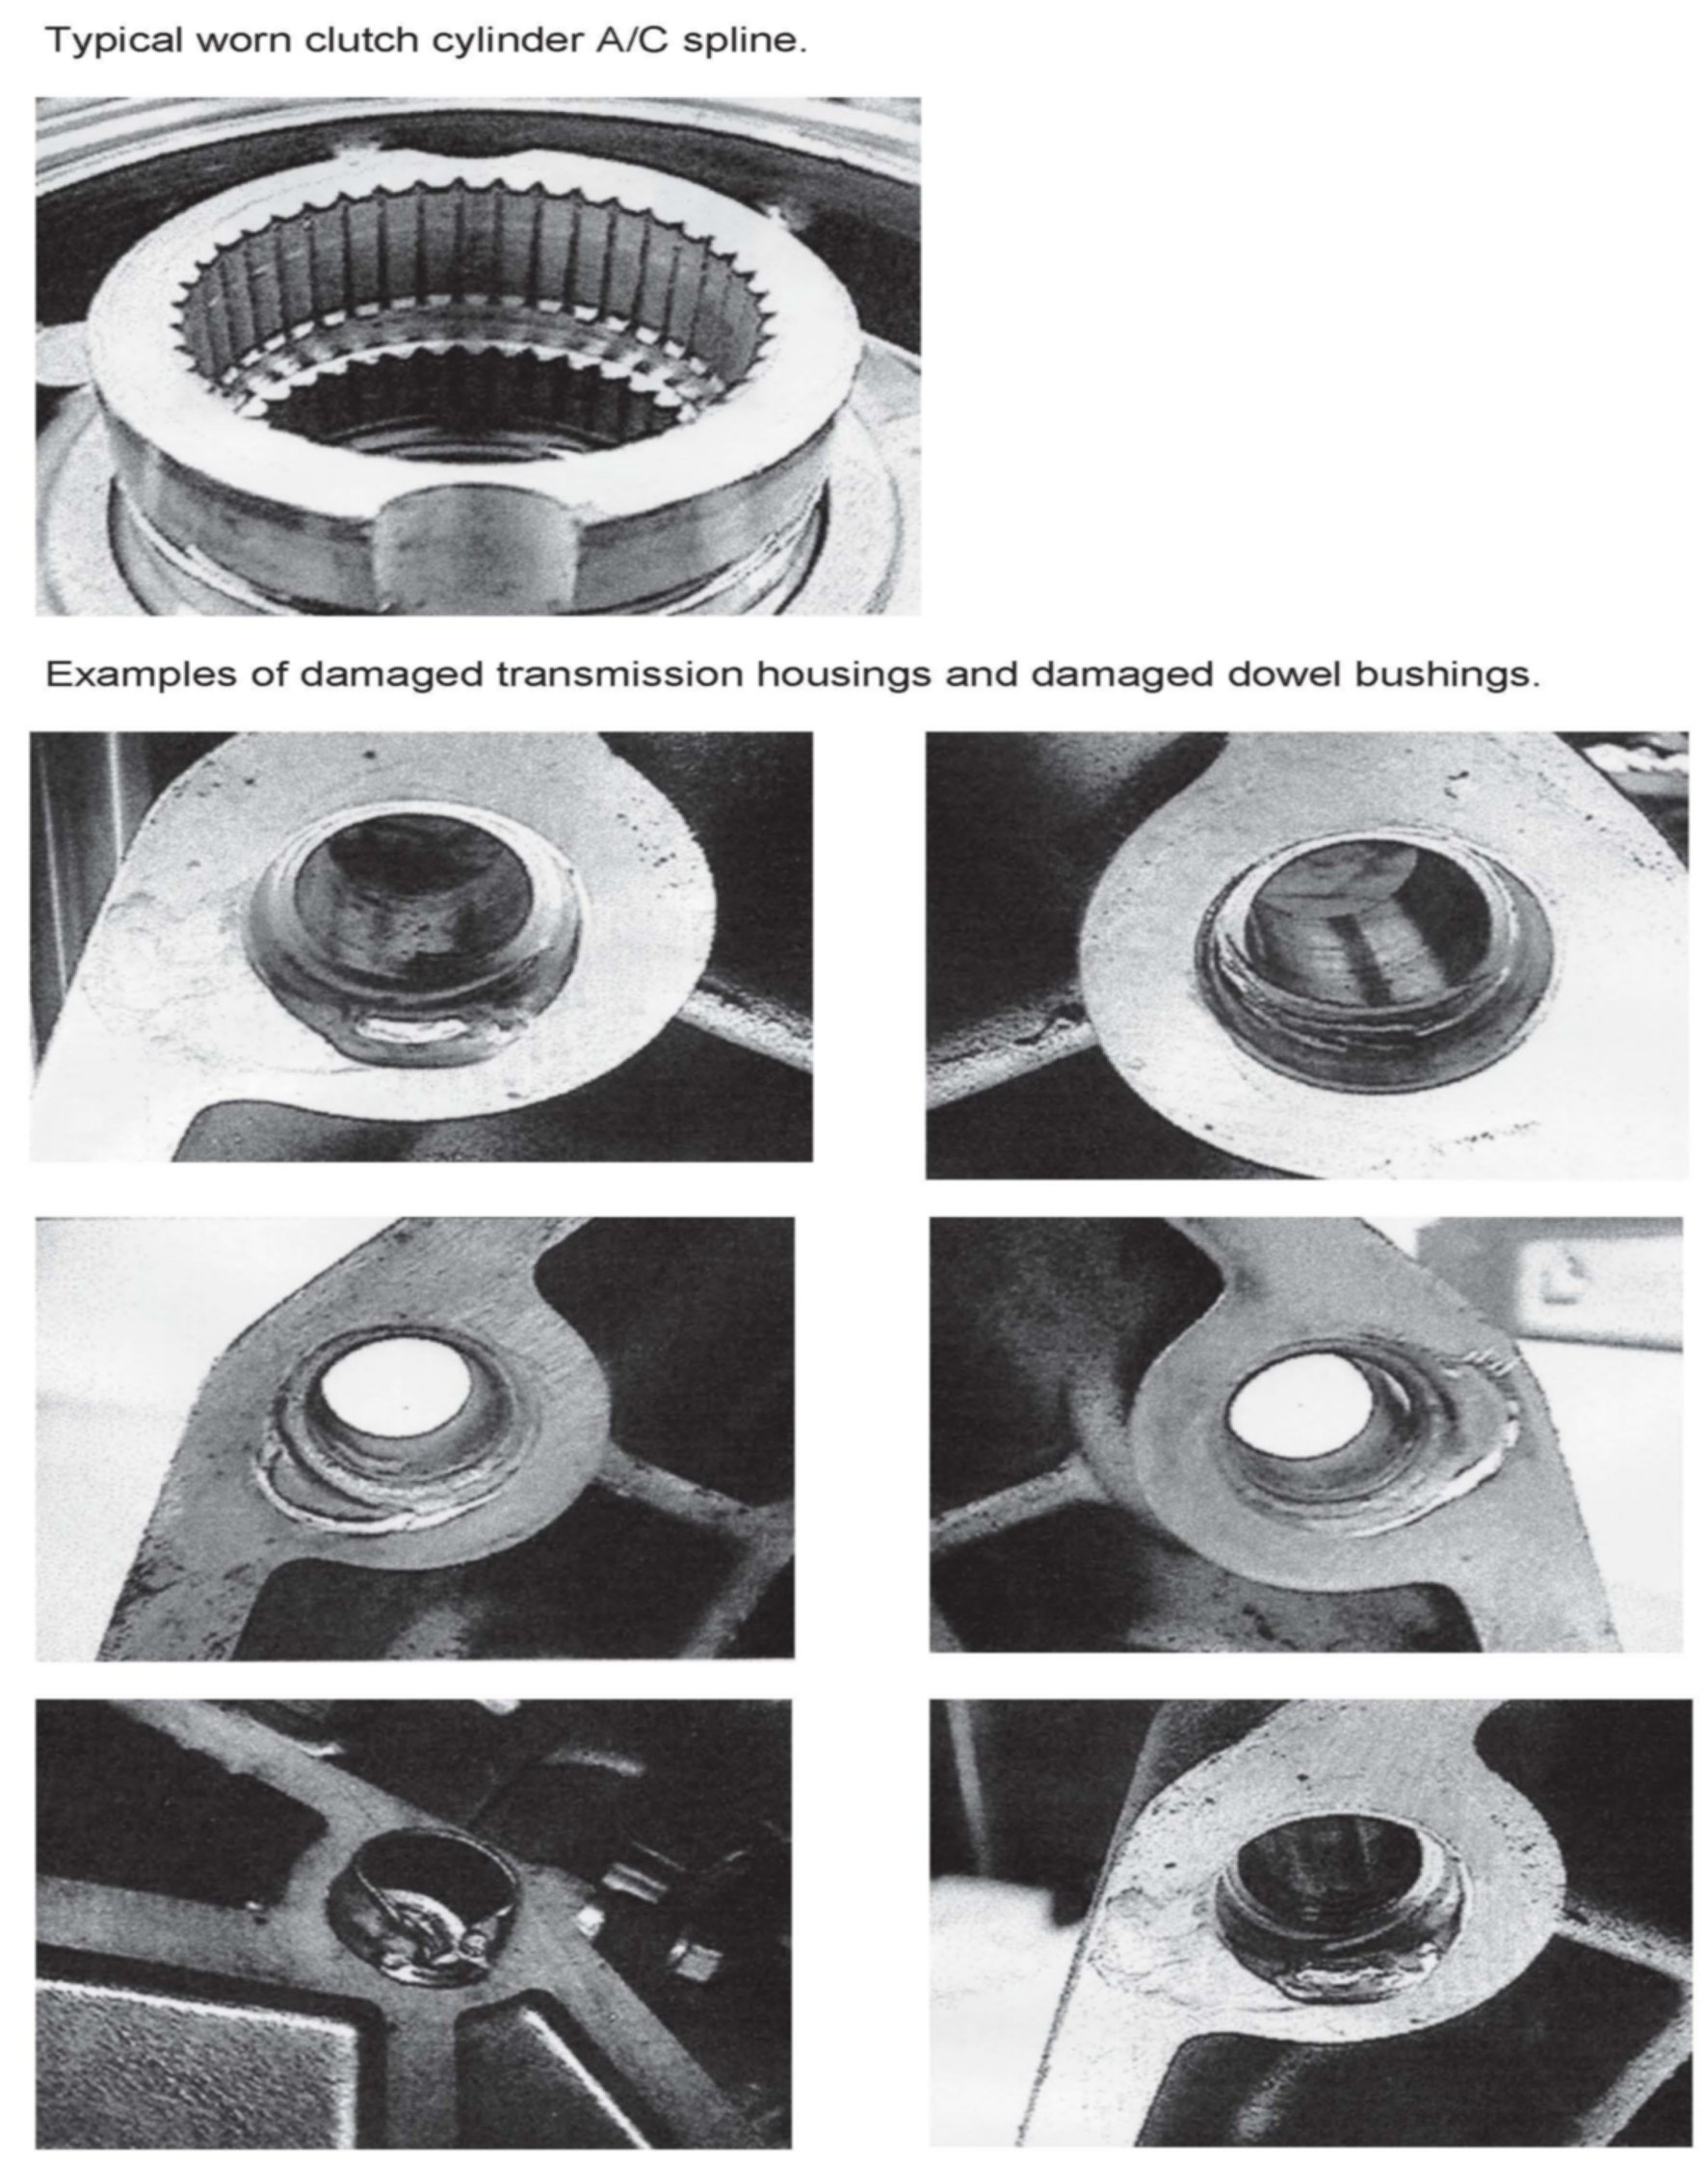 Typical worn clutch cylinder A/C spline.
Examples of damaged transmission housings and damaged dowel bushings.